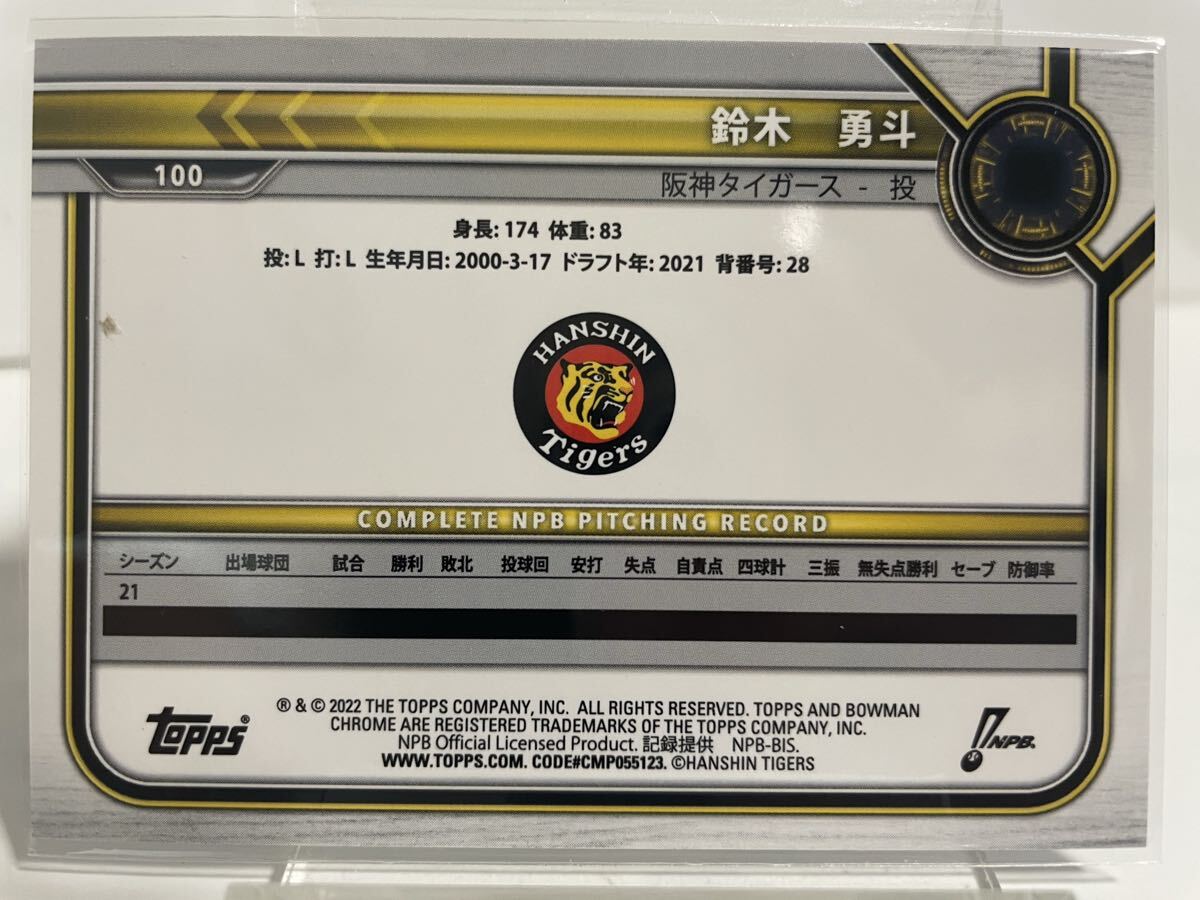 鈴木 勇斗
100
阪神タイガース - 投
身長: 174 体重: 83
投: L 打: L 生年月日: 2000-3-17 ドラフト年: 2021 背番号: 28
HANSHIN
Tigers
COMPLETE NPB PITCHING RECORD
シーズン 出場球団 試合 勝利 敗北 投球回 安打 失点 自責点 四球計 三振 無失点勝利 セーブ 防御率
21
topps®
® & © 2022 THE TOPPS COMPANY, INC. ALL RIGHTS RESERVED. TOPPS AND BOWMAN
CHROME ARE REGISTERED TRADEMARKS OF THE TOPPS COMPANY, INC.
NPB Official Licensed Product. 記録提供 NPB-BIS.
WWW.TOPPS.COM. CODE#CMP055123. ©HANSHIN TIGERS
NPB.